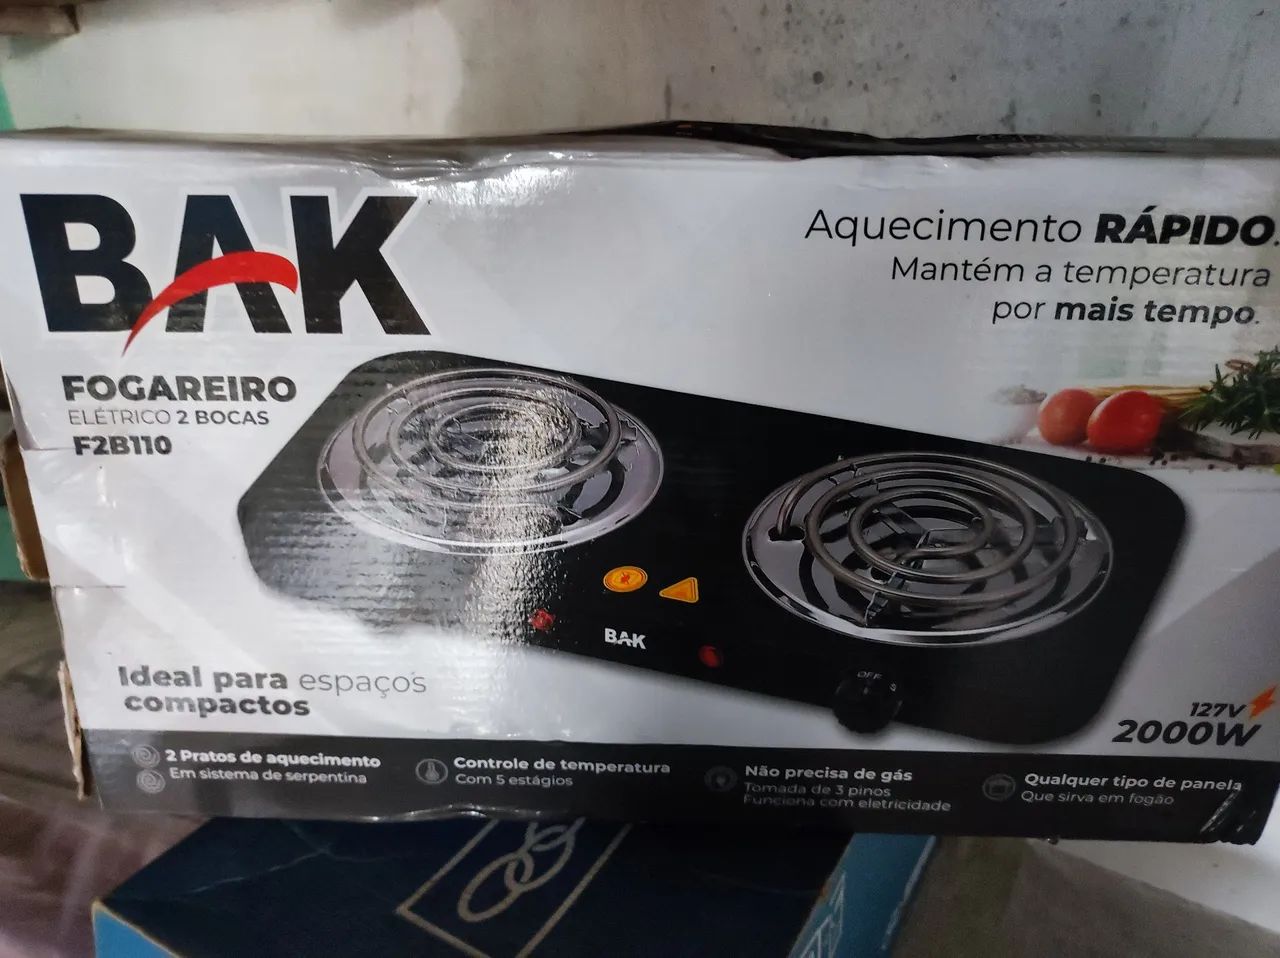 BAK
FOGAREIRO
ELÉTRICO 2 BOCAS
F2B110
Aquecimento RÁPIDO.
Mantém a temperatura
por mais tempo.
BAK
OFF
Ideal para espaços
compactos
127V
2000W
2 Pratos de aquecimento
Em sistema de serpentina
Controle de temperatura
Com 5 estágios
Não precisa de gás
Tomada de 3 pinos
Funciona com eletricidade
Qualquer tipo de panela
Que sirva em fogão